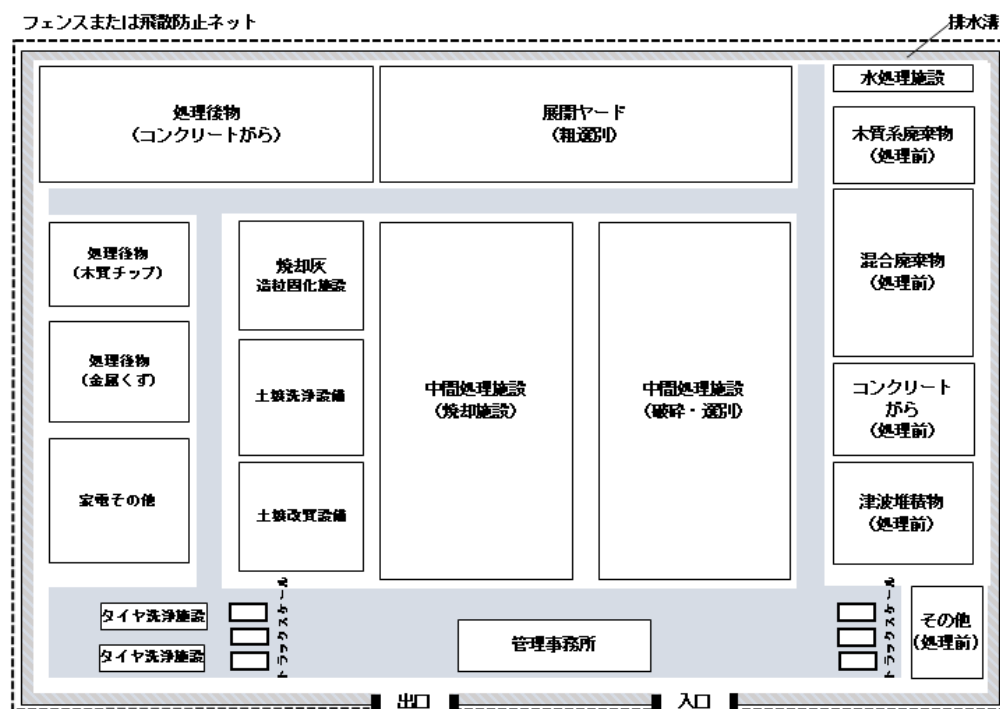 フェンスまたは飛散防止ネット
排水溝
処理後物
(コンクリートがら)
展開ヤード
(粗選別)
水処理施設
木質系廃棄物
(処理前)
処理後物
(木質チップ)
焼却灰
造粒固化施設
混合廃棄物
(処理前)
処理後物
(金属くず)
土壌洗浄設備
中間処理施設
(焼却施設)
中間処理施設
(破砕・選別)
コンクリート
がら
(処理前)
家電その他
土壌改質設備
津波堆積物
(処理前)
タイヤ洗浄施設
タイヤ洗浄施設
トラックスケール
管理事務所
トラックスケール
その他
(処理前)
出口
入口